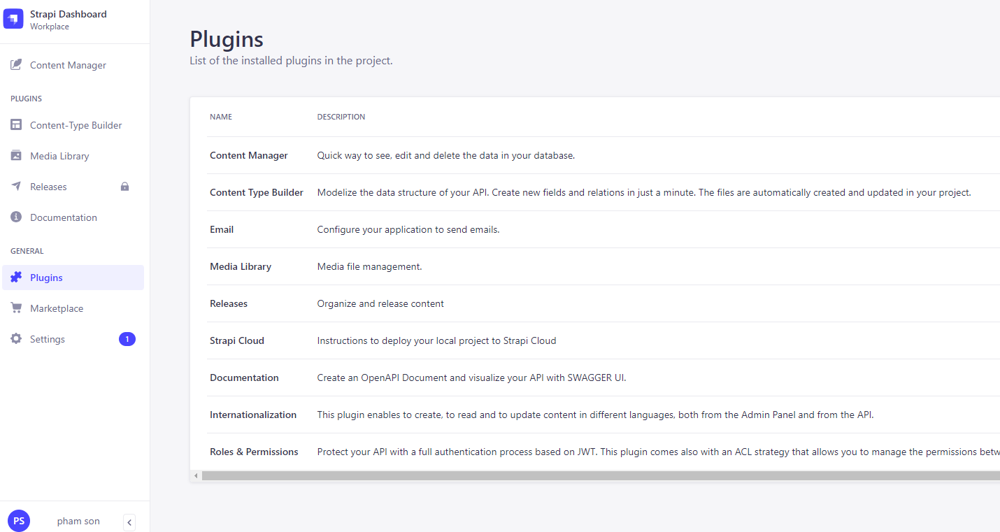 Strapi Dashboard
Workplace
Content Manager
PLUGINS
Content-Type Builder
Media Library
Releases
Documentation
GENERAL
Plugins
Marketplace
Settings 1
PS pham son
Plugins
List of the installed plugins in the project.
NAME DESCRIPTION
Content Manager Quick way to see, edit and delete the data in your database.
Content Type Builder Modelize the data structure of your API. Create new fields and relations in just a minute. The files are automatically created and updated in your project.
Email Configure your application to send emails.
Media Library Media file management.
Releases Organize and release content
Strapi Cloud Instructions to deploy your local project to Strapi Cloud
Documentation Create an OpenAPI Document and visualize your API with SWAGGER UI.
Internationalization This plugin enables to create, to read and to update content in different languages, both from the Admin Panel and from the API.
Roles & Permissions Protect your API with a full authentication process based on JWT. This plugin comes also with an ACL strategy that allows you to manage the permissions